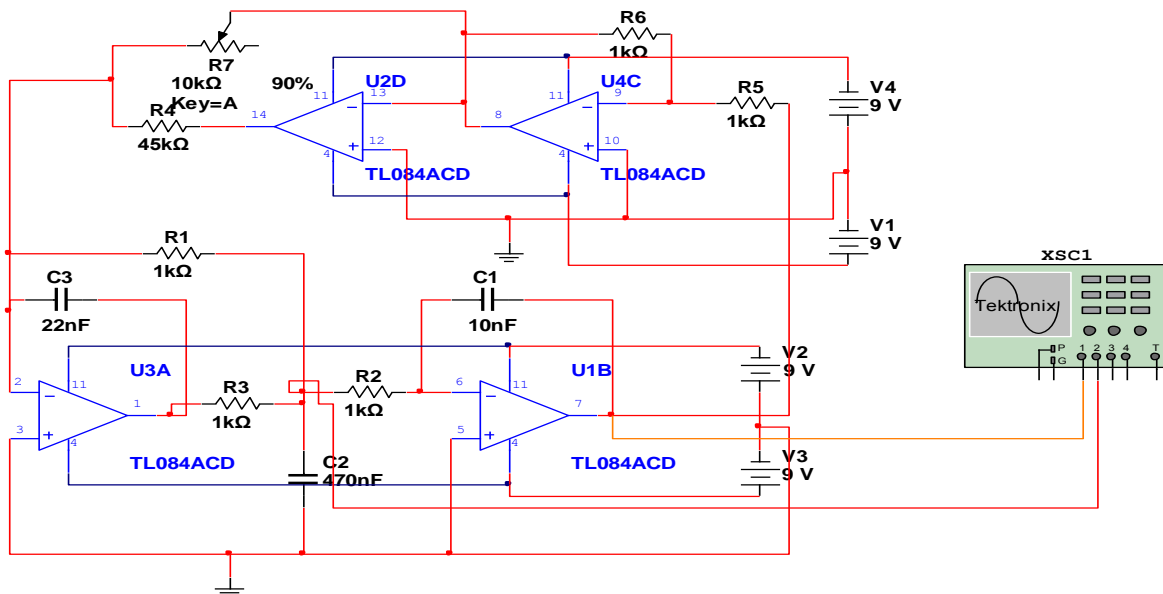 R6
1kΩ
R7
10kΩ
Key=A
90%
U2D
U4C
R5
1kΩ
V4
9 V
R4
45kΩ
14
11
13
12
4
8
11
9
10
4
TL084ACD
TL084ACD
V1
9 V
R1
1kΩ
C3
22nF
C1
10nF
XSC1
Tektronix
P
G
1 2 3 4 T
U3A
2
3
11
4
1
R3
1kΩ
R2
1kΩ
U1B
6
5
11
4
7
V2
9 V
TL084ACD
C2
470nF
TL084ACD
V3
9 V